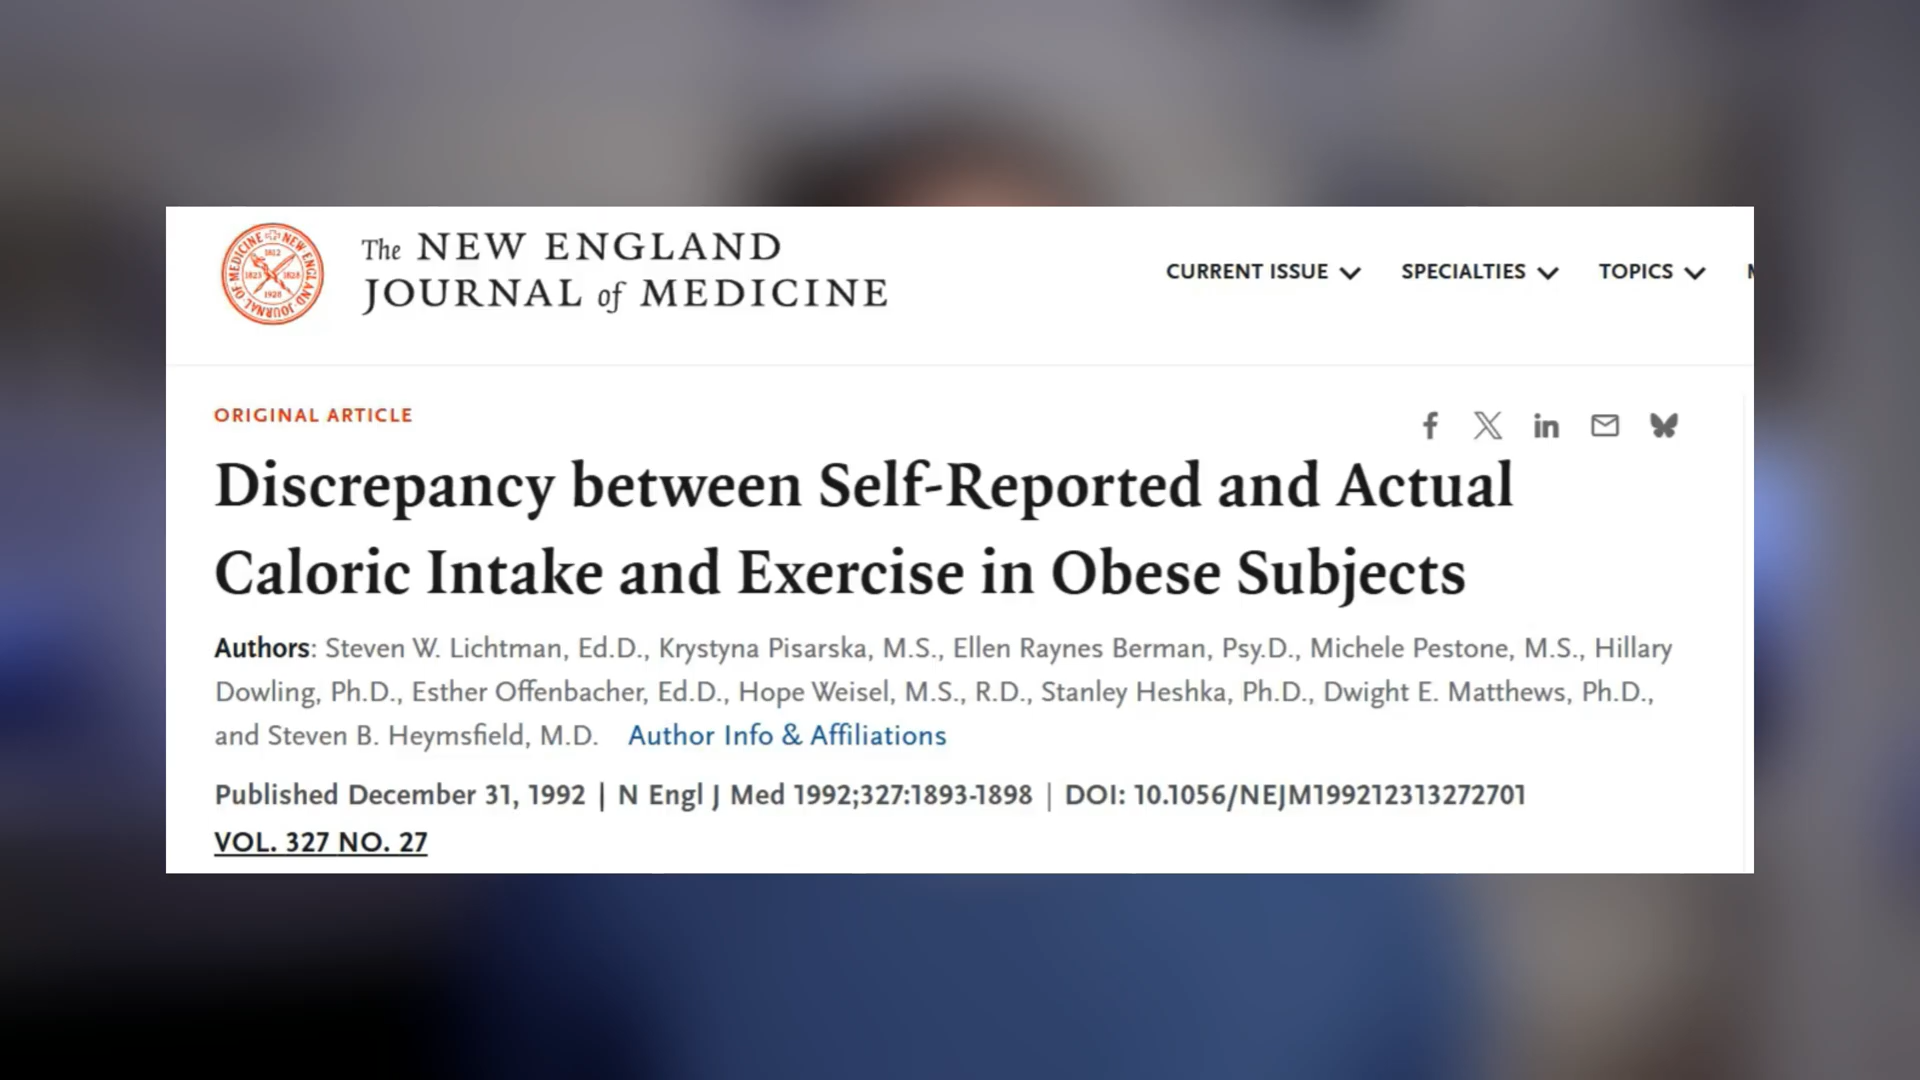 The NEW ENGLAND
JOURNAL of MEDICINE
CURRENT ISSUE
SPECIALTIES
TOPICS
ORIGINAL ARTICLE
Discrepancy between Self-Reported and Actual
Caloric Intake and Exercise in Obese Subjects
Authors: Steven W. Lichtman, Ed.D., Krystyna Pisarska, M.S., Ellen Raynes Berman, Psy.D., Michele Pestone, M.S., Hillary
Dowling, Ph.D., Esther Offenbacher, Ed.D., Hope Weisel, M.S., R.D., Stanley Heshka, Ph.D., Dwight E. Matthews, Ph.D.,
and Steven B. Heymsfield, M.D. Author Info & Affiliations
Published December 31, 1992 | N Engl J Med 1992;327:1893-1898 | DOI: 10.1056/NEJM199212313272701
VOL. 327 NO. 27